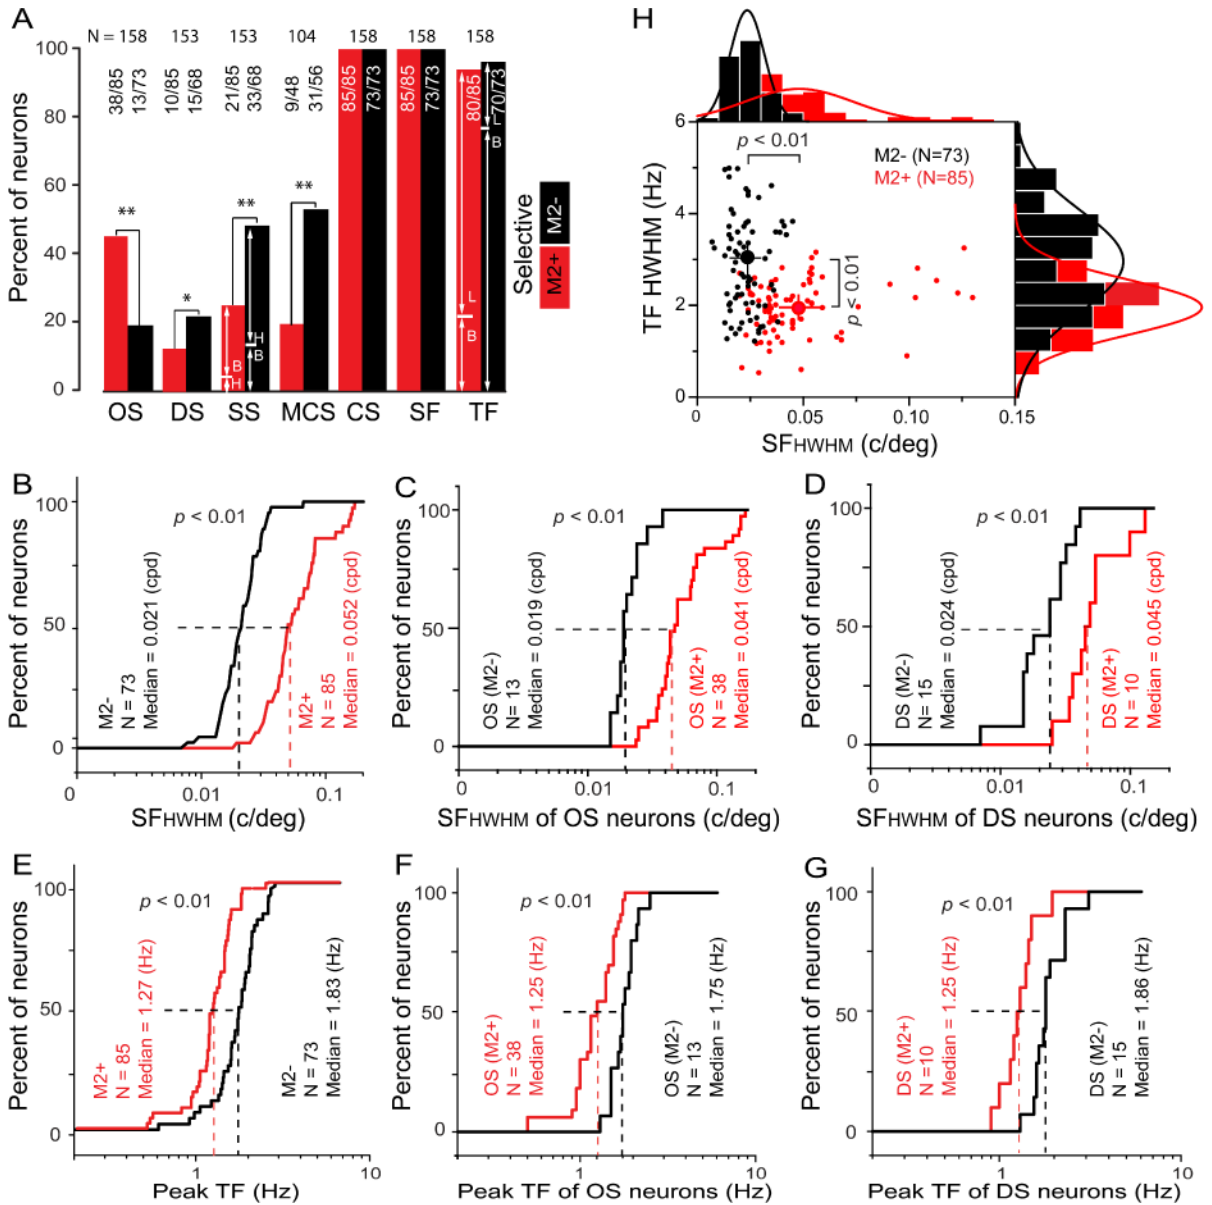 A
N = 158 153 153 104 158 158 158
38/85 13/73 10/85 15/68 21/85 33/68 9/48 31/56 85/85 73/73 85/85 73/73 80/85 70/73
Percent of neurons
100
80
60
40
20
0
** * ** **
B H H B L B L B
OS DS SS MCS CS SF TF
Selective
M2+ M2-
H
p < 0.01
M2- (N=73)
M2+ (N=85)
p < 0.01
TF HWHM (Hz)
6
4
2
0
0 0.05 0.10 0.15
SFHWHM (c/deg)
B
p < 0.01
Percent of neurons
100
50
0
M2-
N = 73
Median = 0.021 (cpd)
M2+
N = 85
Median = 0.052 (cpd)
0 0.01 0.1
SFHWHM (c/deg)
C
p < 0.01
Percent of neurons
100
50
0
OS (M2-)
N= 13
Median = 0.019 (cpd)
OS (M2+)
N = 38
Median = 0.041 (cpd)
0 0.01 0.1
SFHWHM of OS neurons (c/deg)
D
p < 0.01
Percent of neurons
100
50
0
DS (M2-)
N= 15
Median = 0.024 (cpd)
DS (M2+)
N = 10
Median = 0.045 (cpd)
0 0.01 0.1
SFHWHM of DS neurons (c/deg)
E
p < 0.01
Percent of neurons
100
50
0
M2+
N = 85
Median = 1.27 (Hz)
M2-
N = 73
Median = 1.83 (Hz)
1 10
Peak TF (Hz)
F
p < 0.01
Percent of neurons
100
50
0
OS (M2+)
N = 38
Median = 1.25 (Hz)
OS (M2-)
N = 13
Median = 1.75 (Hz)
1 10
Peak TF of OS neurons (Hz)
G
p < 0.01
Percent of neurons
100
50
0
DS (M2+)
N =10
Median = 1.25 (Hz)
DS (M2-)
N = 15
Median = 1.86 (Hz)
1 10
Peak TF of DS neurons (Hz)